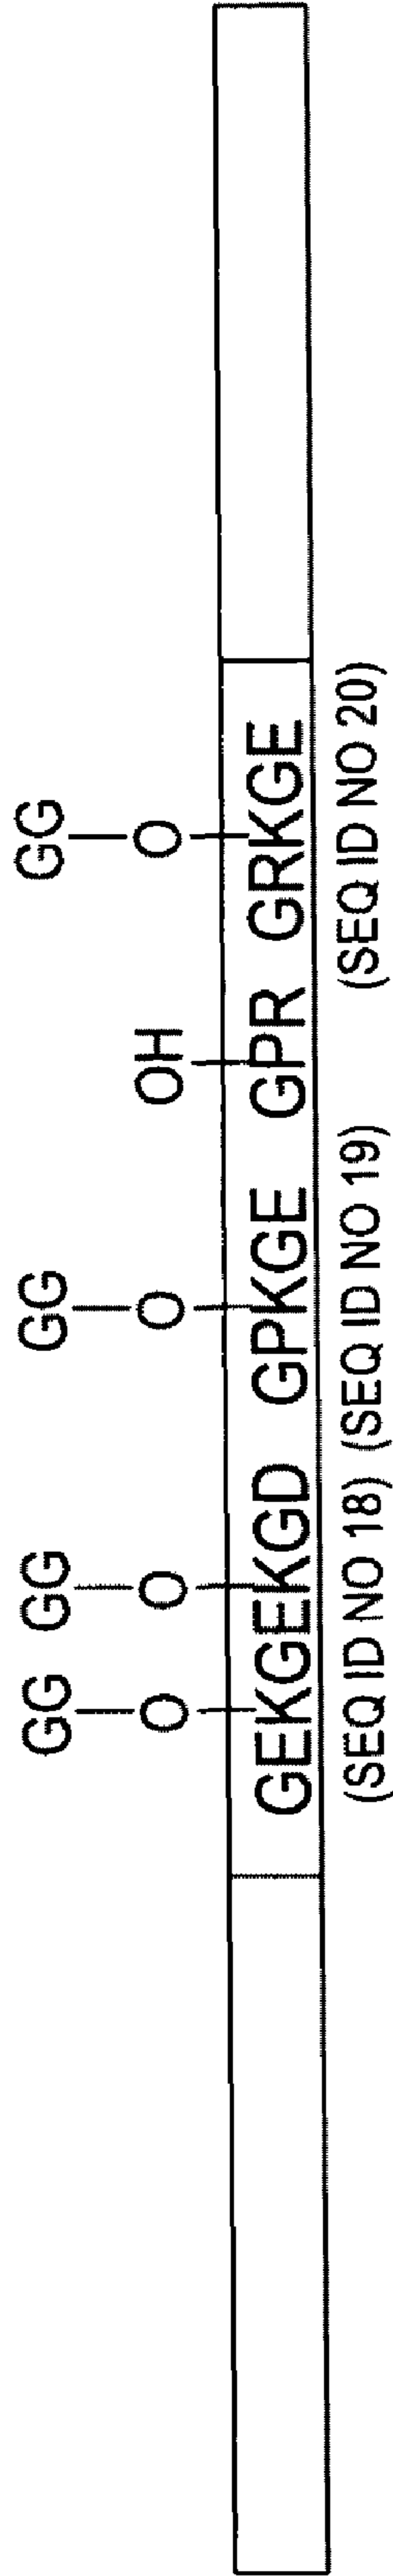 GG GG GG GG
O O O OH O
GEKGEKGD GPKGE GPR GRKGE
(SEQ ID NO 18) (SEQ ID NO 19) (SEQ ID NO 20)